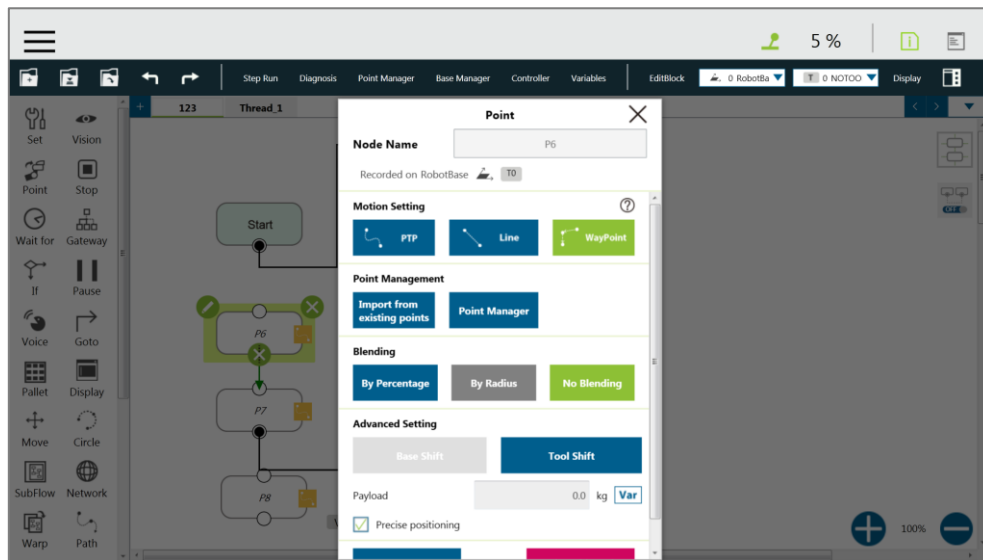 5 %
Step Run Diagnosis Point Manager Base Manager Controller Variables EditBlock 0 RobotBa T 0 NOTOO Display
+ 123 Thread_1
Set Vision
Point Stop
Wait for Gateway
If Pause
Voice Goto
Pallet Display
Move Circle
SubFlow Network
Warp Path
Start
P6
P7
P8
Point
Node Name P6
Recorded on RobotBase T0
Motion Setting ?
PTP Line WayPoint
Point Management
Import from
existing points
Point Manager
Blending
By Percentage By Radius No Blending
Advanced Setting
Base Shift Tool Shift
Payload 0.0 kg Var
Precise positioning
OFF
100%